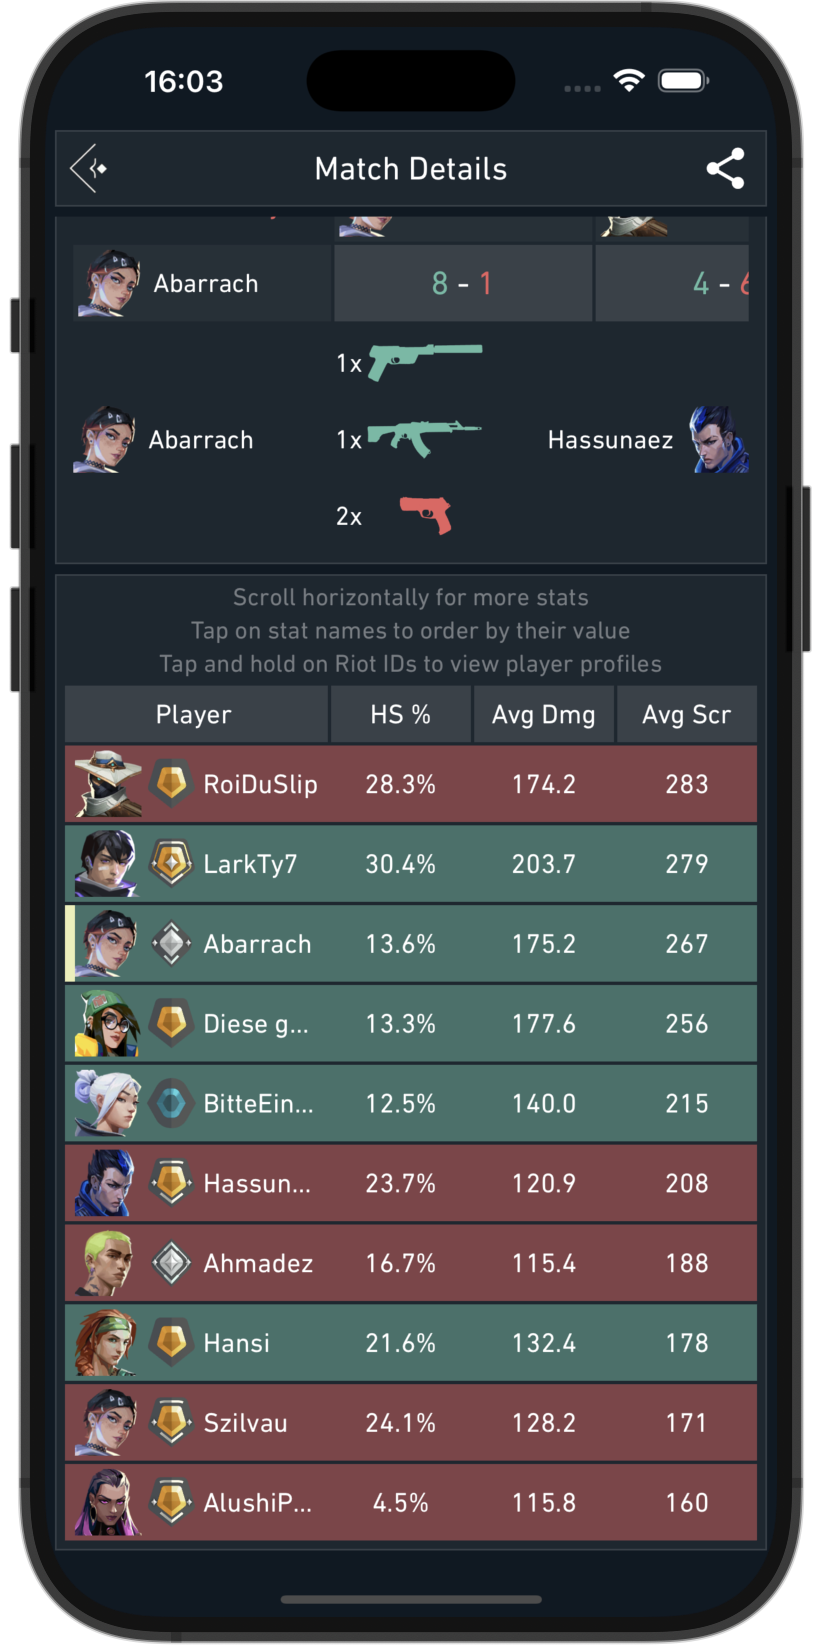 16:03
Match Details
Abarrach 8 - 1 4 - 6
1x
Abarrach 1x Hassunaez
2x
Scroll horizontally for more stats
Tap on stat names to order by their value
Tap and hold on Riot IDs to view player profiles
Player HS % Avg Dmg Avg Scr
RoiDuSlip 28.3% 174.2 283
LarkTy7 30.4% 203.7 279
Abarrach 13.6% 175.2 267
Diese g... 13.3% 177.6 256
BitteEin... 12.5% 140.0 215
Hassun... 23.7% 120.9 208
Ahmadez 16.7% 115.4 188
Hansi 21.6% 132.4 178
Szilvau 24.1% 128.2 171
AlushiP... 4.5% 115.8 160